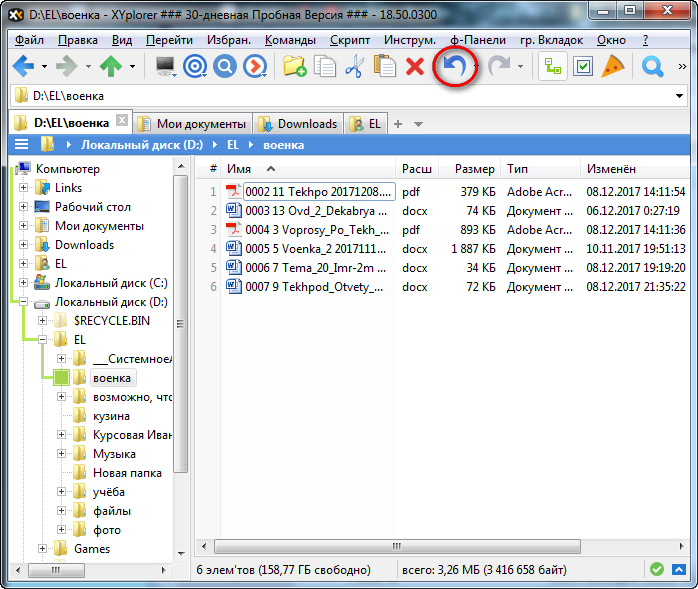 D:\EL\военка - XYplorer ### 30-дневная Пробная Версия ### - 18.50.0300
Файл Правка Вид Перейти Избран. Команды Скрипт Инструм. ф-Панели гр. Вкладок Окно ?
D:\EL\военка
D:\EL\военка Мои документы Downloads EL
Локальный диск (D:) EL военка
Компьютер
Links
Рабочий стол
Мои документы
Downloads
EL
Локальный диск (C:)
Локальный диск (D:)
$RECYCLE.BIN
EL
___Системное
военка
возможно, что
кузина
Курсовая Иван
Музыка
Новая папка
учёба
файлы
фото
Games
# Имя Расш Размер Тип Изменён
1 0002 11 Tekhpo 20171208.... pdf 379 КБ Adobe Acr... 08.12.2017 14:11:54
2 0003 13 Ovd_2_Dekabrya ... docx 74 КБ Документ ... 06.12.2017 0:27:19
3 0004 3 Voprosy_Po_Tekh_... pdf 893 КБ Adobe Acr... 08.12.2017 14:11:36
4 0005 5 Voenka_2 2017111... docx 1 887 КБ Документ ... 10.11.2017 19:51:13
5 0006 7 Tema_20_Imr-2m ... docx 34 КБ Документ ... 08.12.2017 19:19:20
6 0007 9 Tekhpod_Otvety_... docx 72 КБ Документ ... 08.12.2017 21:35:22
6 элем'тов (158,77 ГБ свободно) всего: 3,26 МБ (3 416 658 байт)